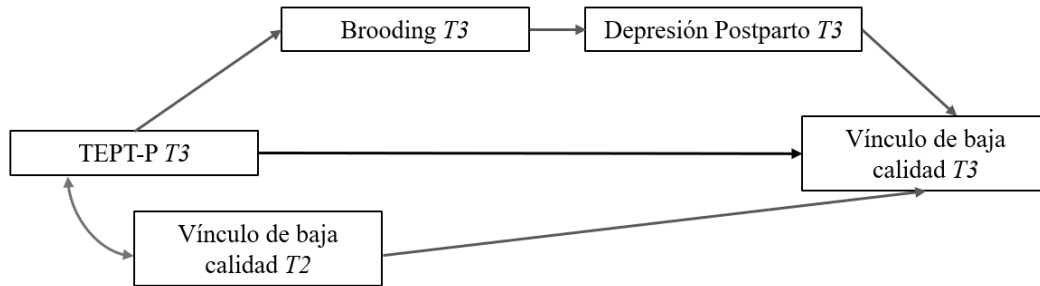 Brooding T3
Depresión Postparto T3
TEPT-P T3
Vínculo de baja
calidad T3
Vínculo de baja
calidad T2